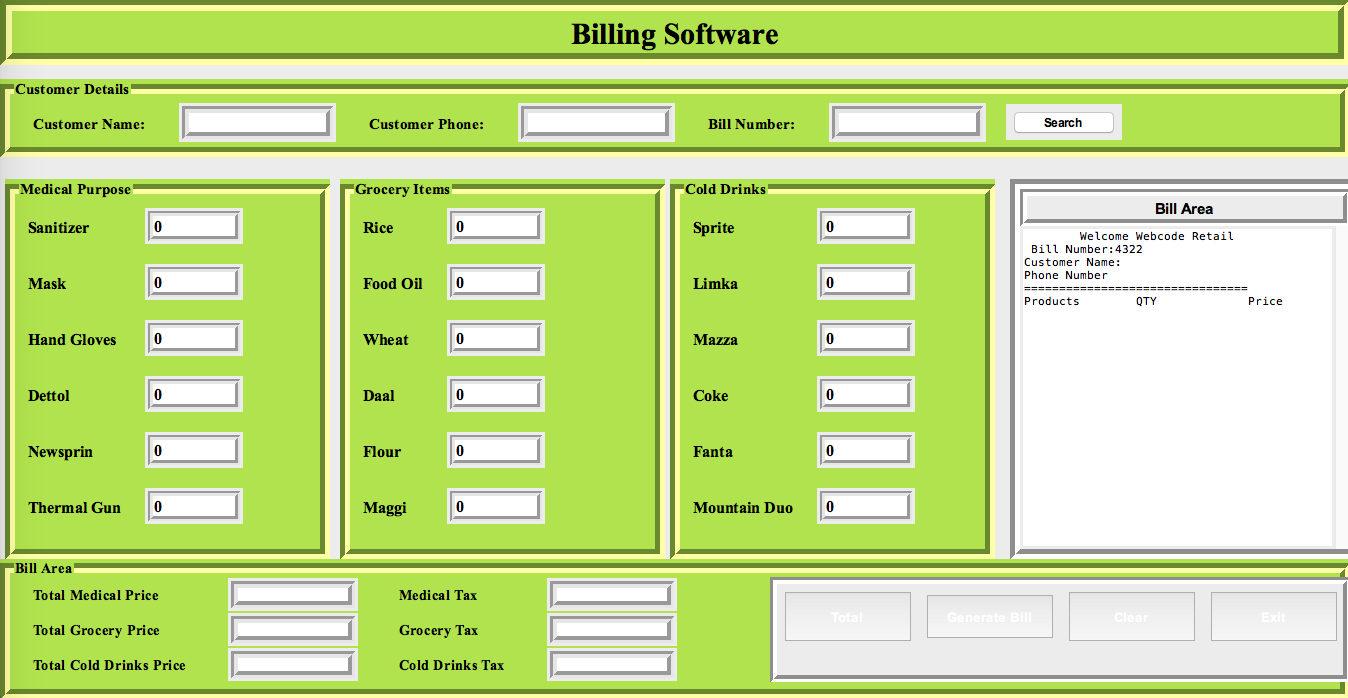 Billing Software
Customer Details
Customer Name: Customer Phone: Bill Number: Search
Medical Purpose
Sanitizer 0
Mask 0
Hand Gloves 0
Dettol 0
Newsprin 0
Thermal Gun 0
Grocery Items
Rice 0
Food Oil 0
Wheat 0
Daal 0
Flour 0
Maggi 0
Cold Drinks
Sprite 0
Limka 0
Mazza 0
Coke 0
Fanta 0
Mountain Duo 0
Bill Area
Welcome Webcode Retail
Bill Number:4322
Customer Name:
Phone Number
================================
Products QTY Price
Bill Area
Total Medical Price Medical Tax
Total Grocery Price Grocery Tax
Total Cold Drinks Price Cold Drinks Tax
Total Generate Bill Clear Exit